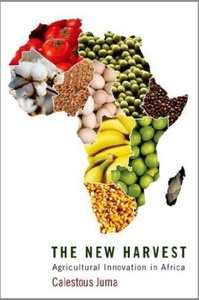 THE NEW HARVEST
Agricultural Innovation in Africa
Calestous Juma